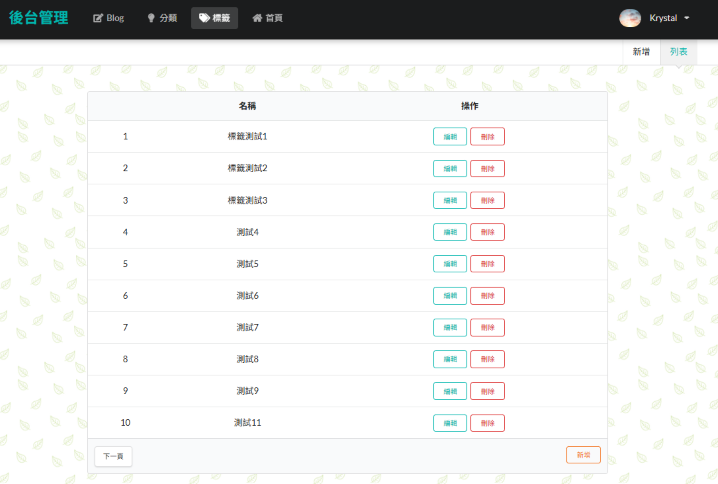 後台管理 Blog 分類 標籤 首頁 Krystal
新增 列表
名稱 操作
1 標籤測試1 編輯 刪除
2 標籤測試2 編輯 刪除
3 標籤測試3 編輯 刪除
4 測試4 編輯 刪除
5 測試5 編輯 刪除
6 測試6 編輯 刪除
7 測試7 編輯 刪除
8 測試8 編輯 刪除
9 測試9 編輯 刪除
10 測試11 編輯 刪除
下一頁 新增